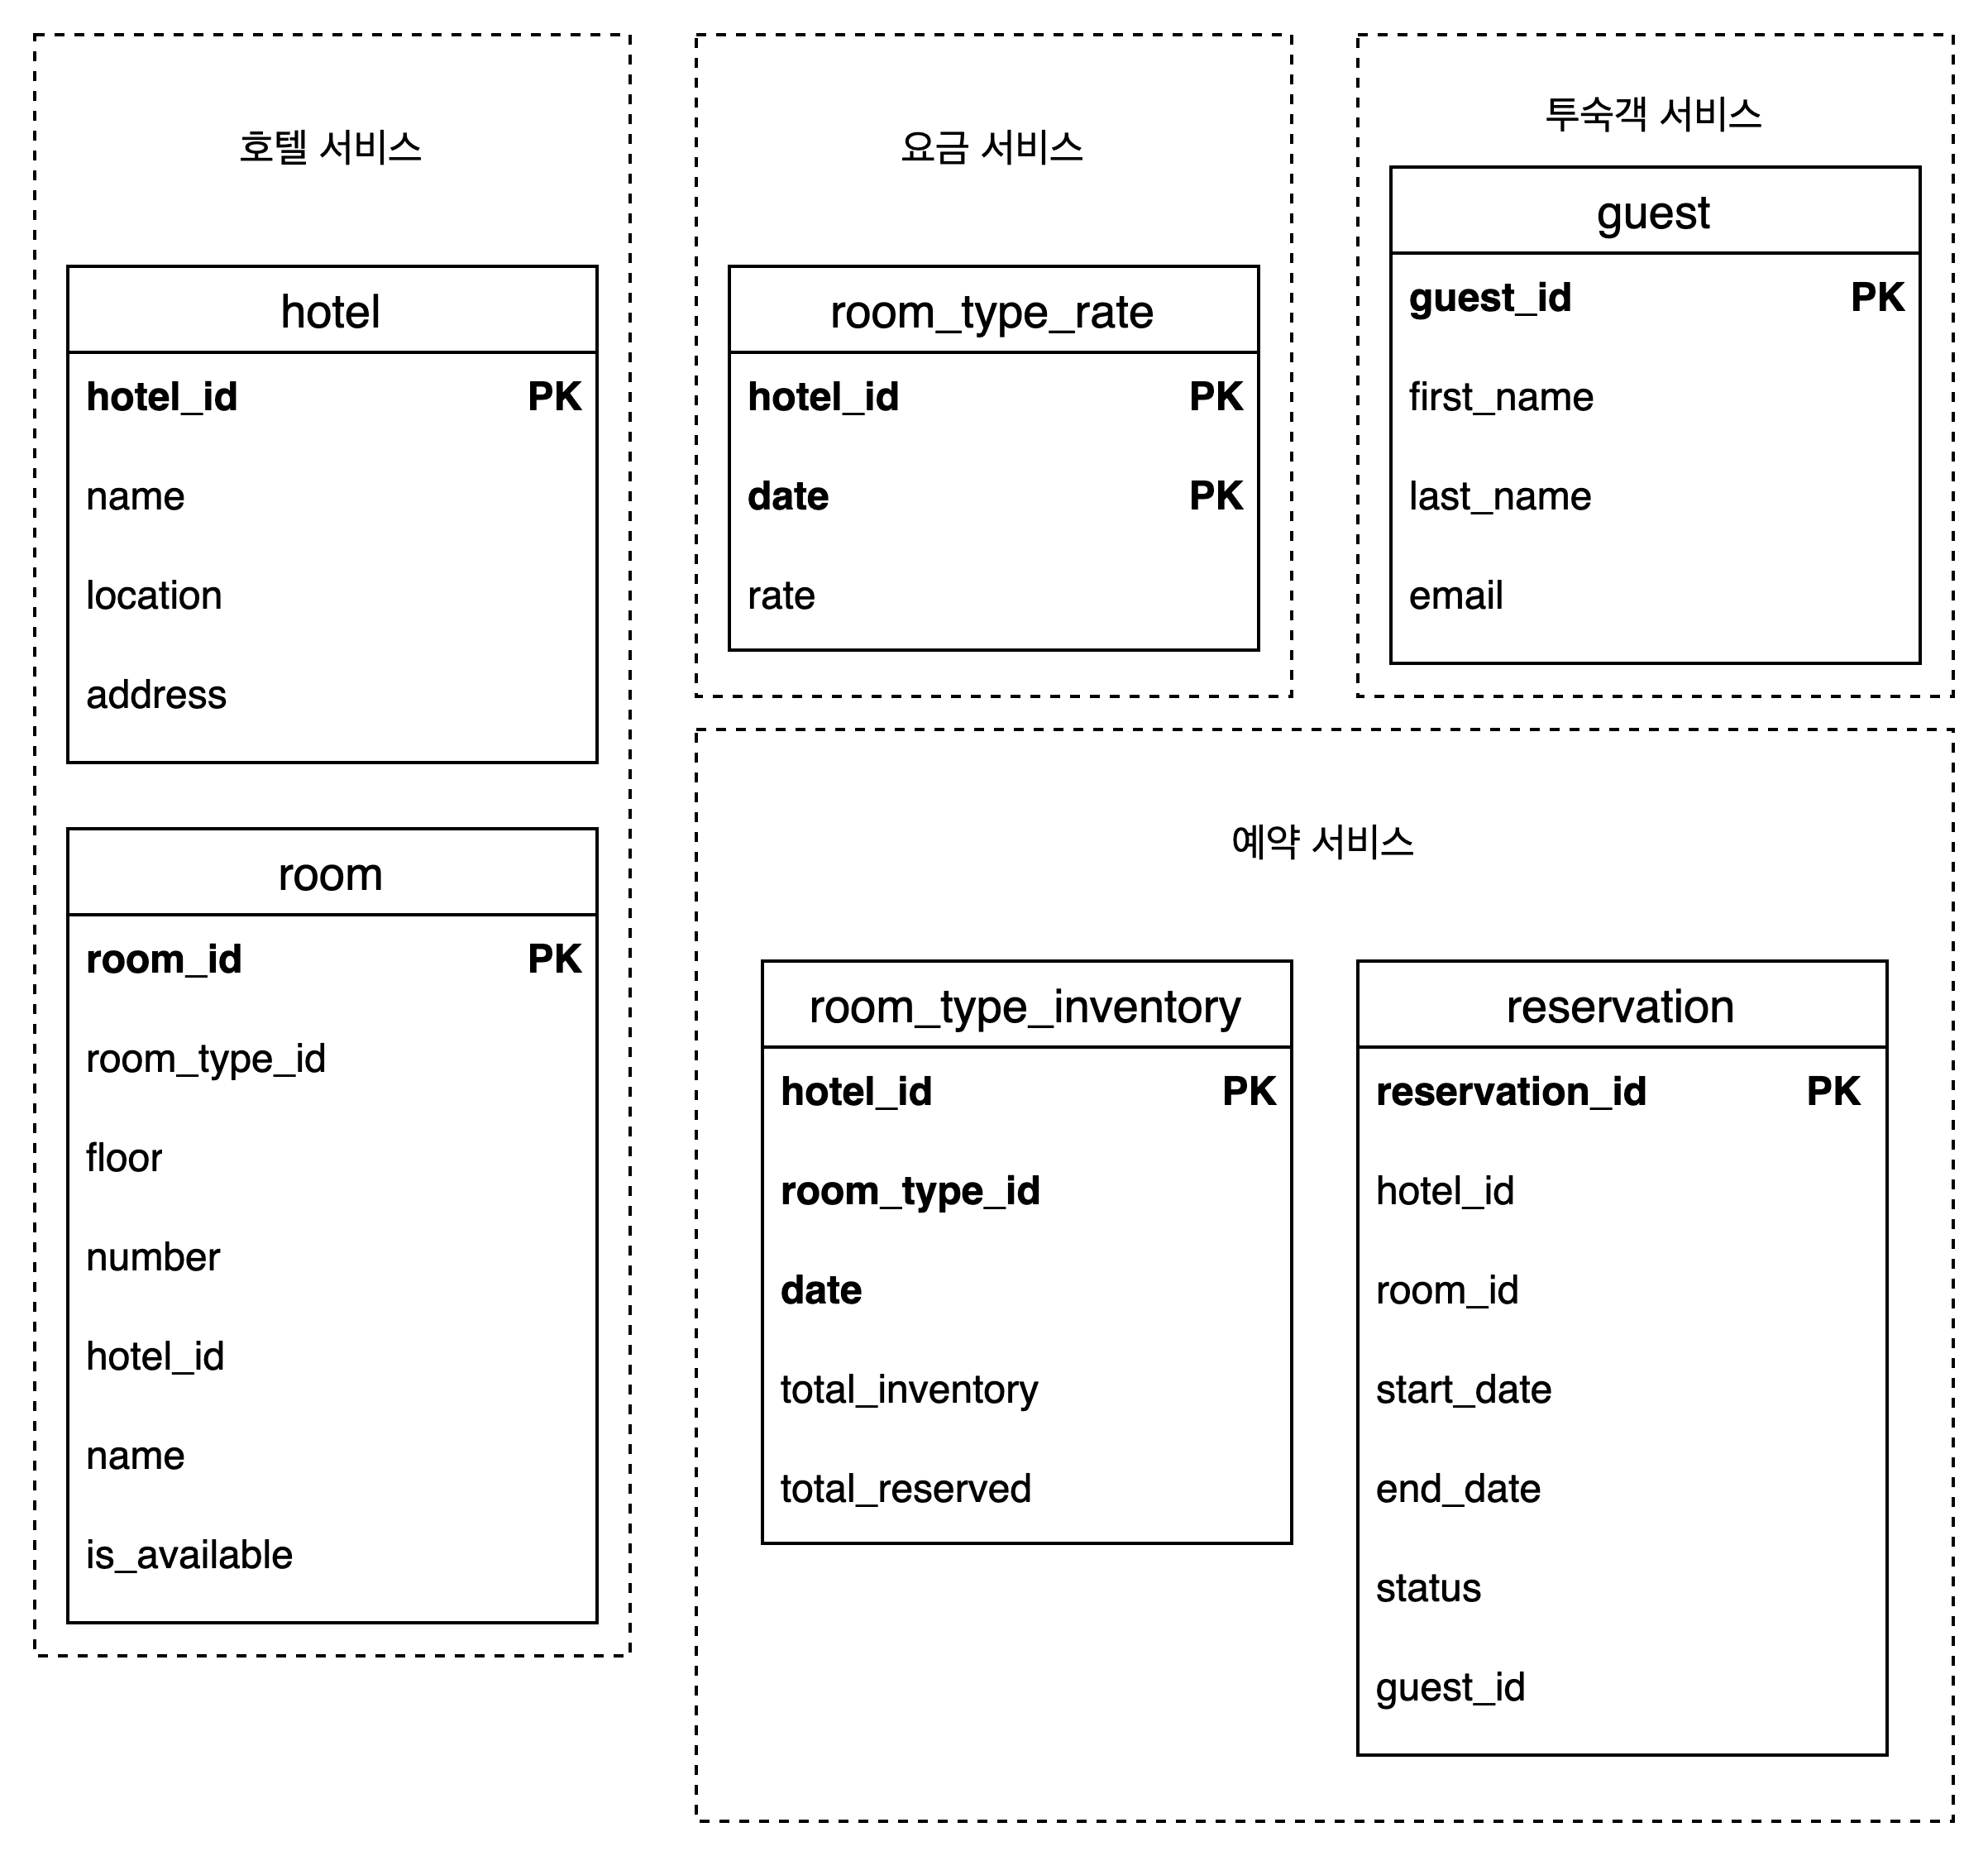 호텔 서비스
hotel
hotel_id PK
name
location
address
room
room_id PK
room_type_id
floor
number
hotel_id
name
is_available
요금 서비스
room_type_rate
hotel_id PK
date PK
rate
투숙객 서비스
guest
guest_id PK
first_name
last_name
email
예약 서비스
room_type_inventory
hotel_id PK
room_type_id
date
total_inventory
total_reserved
reservation
reservation_id PK
hotel_id
room_id
start_date
end_date
status
guest_id